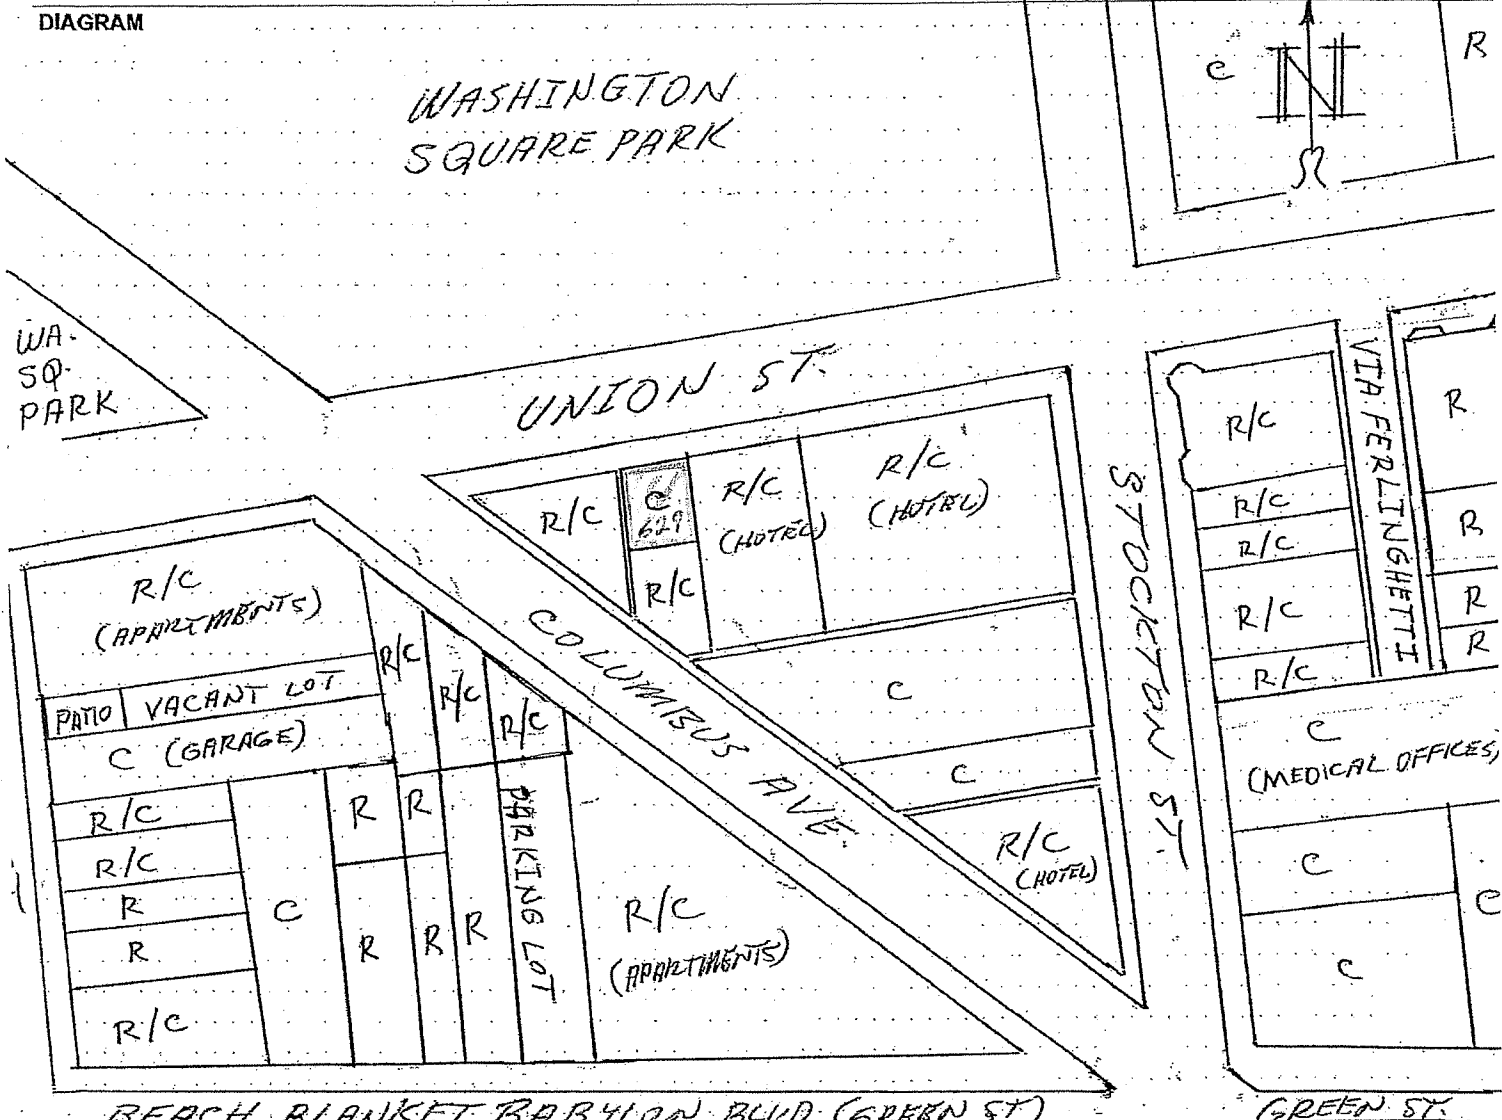 DIAGRAM
WASHINGTON
SQUARE PARK
C
N
R
WA.
SQ.
PARK
UNION ST.
R/C
C
629
R/C
(HOTEL)
R/C
(HOTEL)
R/C
C
C
R/C
(HOTEL)
COLUMBUS AVE.
STOCKTON ST.
VIA FERLINGHETTI
R/C
R/C
R/C
R/C
R/C
R
R
R
R
C
(MEDICAL OFFICES)
C
C
C
R/C
(APARTMENTS)
PATIO
VACANT LOT
C (GARAGE)
R/C
R/C
R/C
R/C
R/C
R
R
R/C
C
R
R
R
R
R
PARKING LOT
R/C
(APARTMENTS)
BEACH BLANKET BABYLON BLVD. (GREEN ST)
GREEN ST.